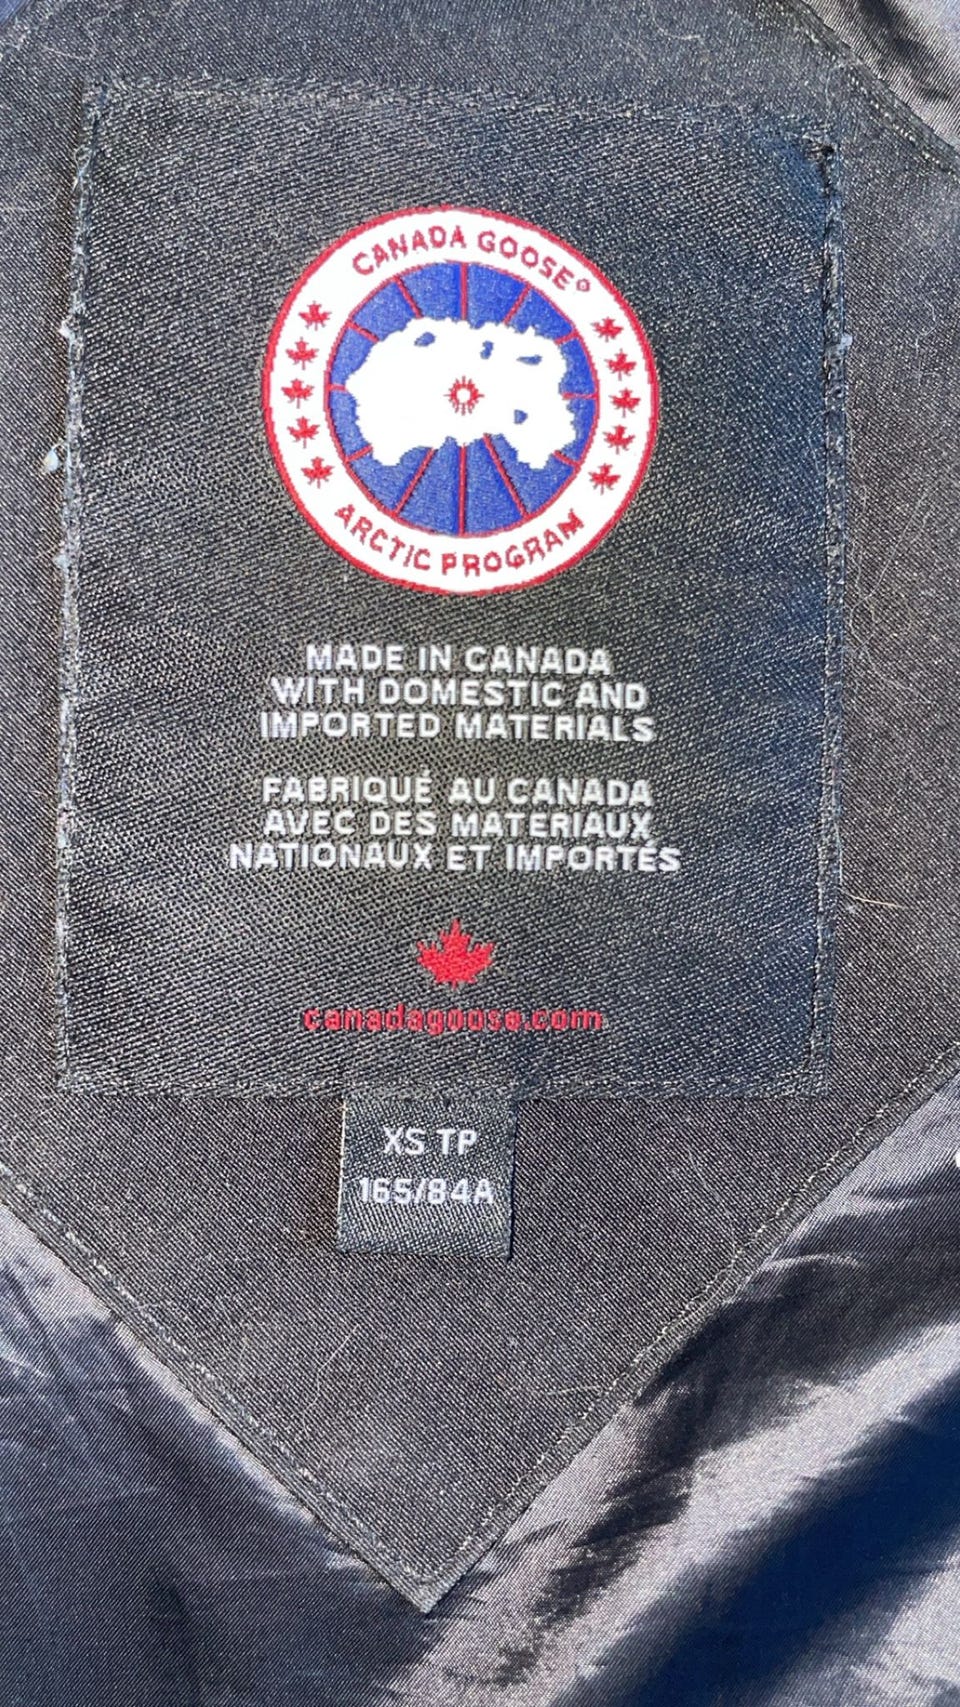 CANADA GOOSE®
ARCTIC PROGRAM
MADE IN CANADA
WITH DOMESTIC AND
IMPORTED MATERIALS
FABRIQUÉ AU CANADA
AVEC DES MATERIAUX
NATIONAUX ET IMPORTÉS
canadagoose.com
XS TP
165/84A